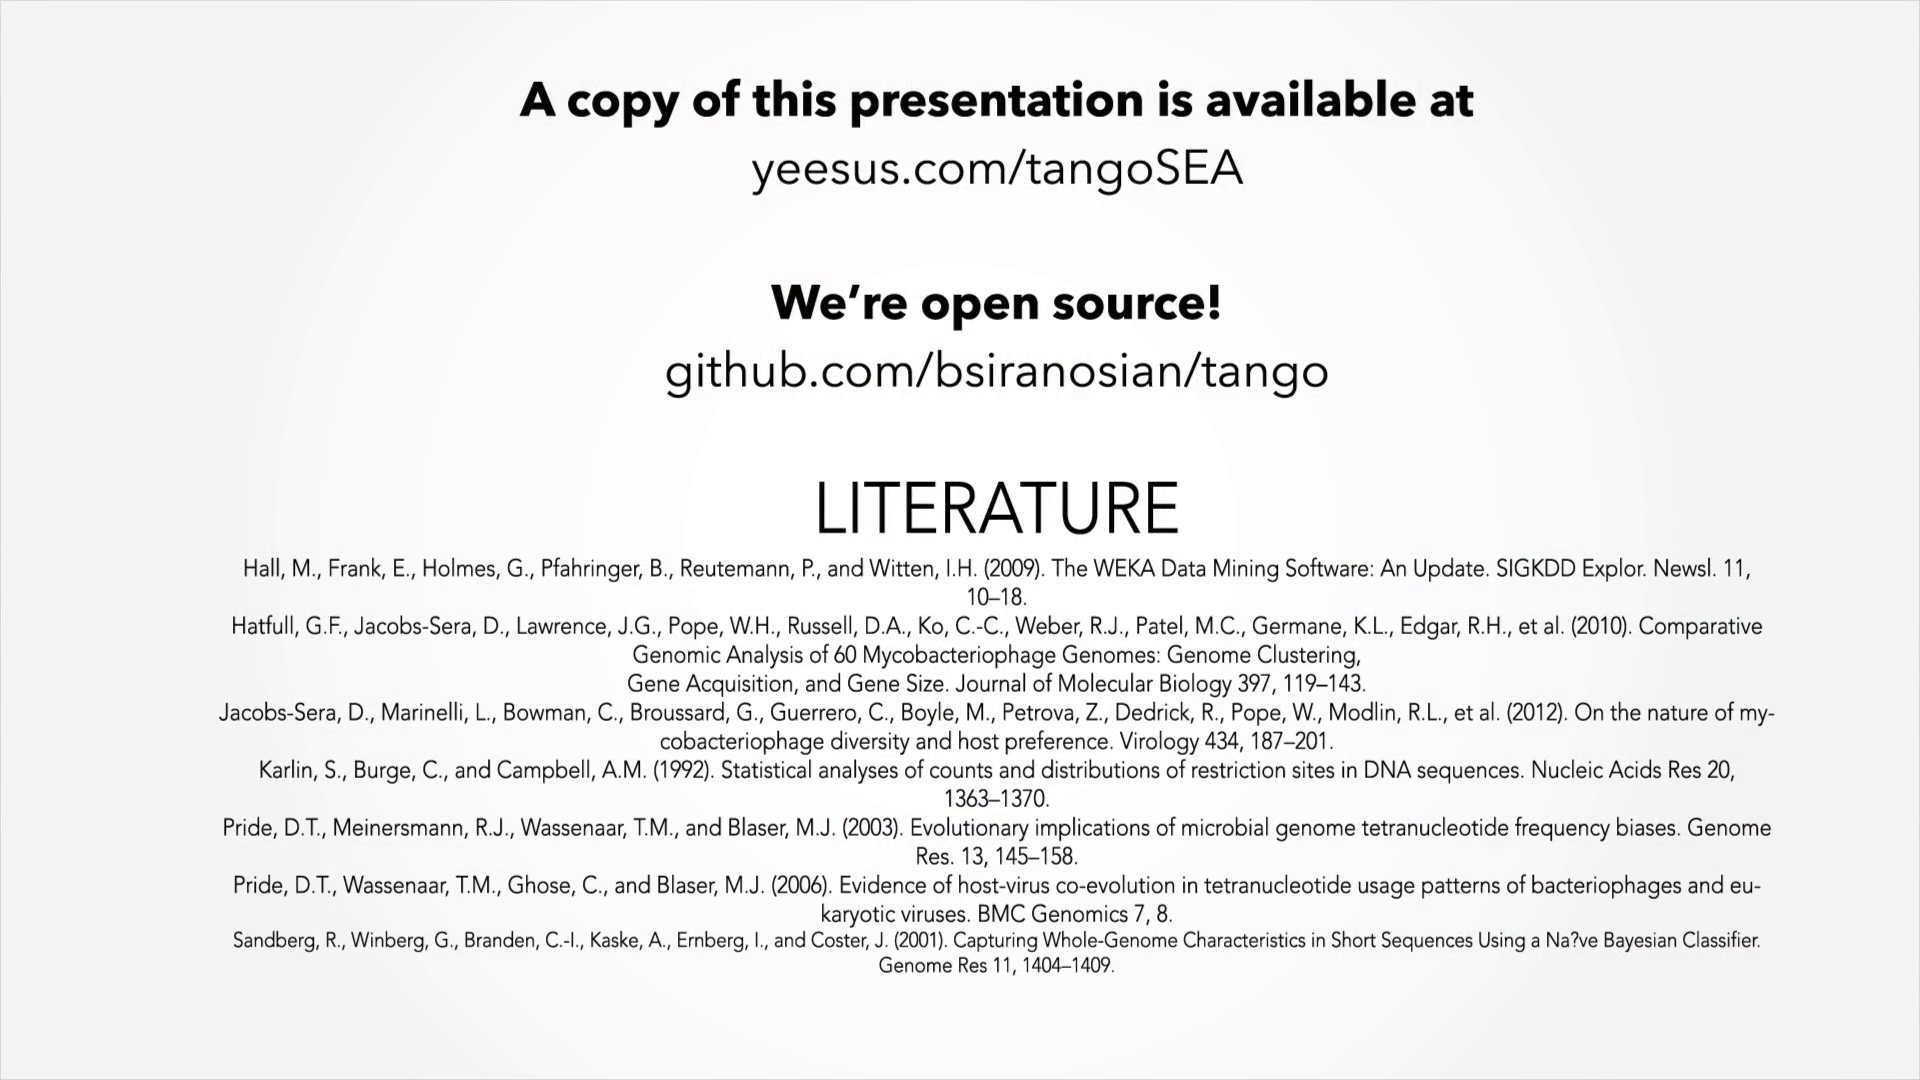 A copy of this presentation is available at
yeesus.com/tangoSEA
We’re open source!
github.com/bsiranosian/tango
LITERATURE
Hall, M., Frank, E., Holmes, G., Pfahringer, B., Reutemann, P., and Witten, I.H. (2009). The WEKA Data Mining Software: An Update. SIGKDD Explor. Newsl. 11,
10–18.
Hatfull, G.F., Jacobs-Sera, D., Lawrence, J.G., Pope, W.H., Russell, D.A., Ko, C.-C., Weber, R.J., Patel, M.C., Germane, K.L., Edgar, R.H., et al. (2010). Comparative
Genomic Analysis of 60 Mycobacteriophage Genomes: Genome Clustering,
Gene Acquisition, and Gene Size. Journal of Molecular Biology 397, 119–143.
Jacobs-Sera, D., Marinelli, L., Bowman, C., Broussard, G., Guerrero, C., Boyle, M., Petrova, Z., Dedrick, R., Pope, W., Modlin, R.L., et al. (2012). On the nature of my-
cobacteriophage diversity and host preference. Virology 434, 187–201.
Karlin, S., Burge, C., and Campbell, A.M. (1992). Statistical analyses of counts and distributions of restriction sites in DNA sequences. Nucleic Acids Res 20,
1363–1370.
Pride, D.T., Meinersmann, R.J., Wassenaar, T.M., and Blaser, M.J. (2003). Evolutionary implications of microbial genome tetranucleotide frequency biases. Genome
Res. 13, 145–158.
Pride, D.T., Wassenaar, T.M., Ghose, C., and Blaser, M.J. (2006). Evidence of host-virus co-evolution in tetranucleotide usage patterns of bacteriophages and eu-
karyotic viruses. BMC Genomics 7, 8.
Sandberg, R., Winberg, G., Branden, C.-I., Kaske, A., Ernberg, I., and Coster, J. (2001). Capturing Whole-Genome Characteristics in Short Sequences Using a Na?ve Bayesian Classifier.
Genome Res 11, 1404–1409.